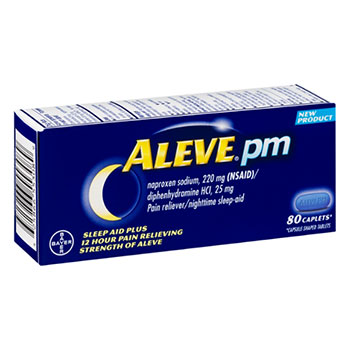 NEW
PRODUCT
ALEVE®pm
naproxen sodium, 220 mg (NSAID)/
diphenhydramine HCl, 25 mg
Pain reliever/nighttime sleep-aid
80 CAPLETS*
*CAPSULE SHAPED TABLETS
BAYER
SLEEP AID PLUS
12 HOUR PAIN RELIEVING
STRENGTH OF ALEVE